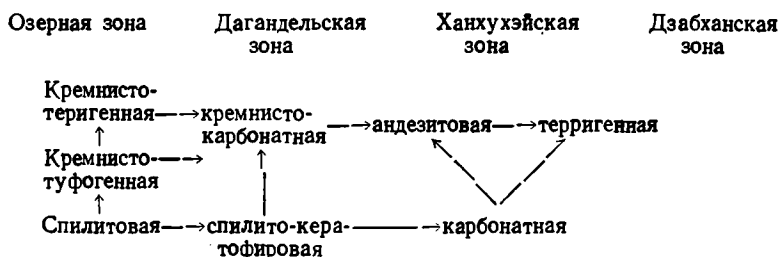 Озерная зона Дагандельская Ханхухэйская Дзабханская
зона зона зона
Кремнисто-
теригенная → кремнисто- → андезитовая → терригенная
карбонатная
Кремнисто- →
туфогенная
Спилитовая → спилито-кера- → карбонатная
тофировая